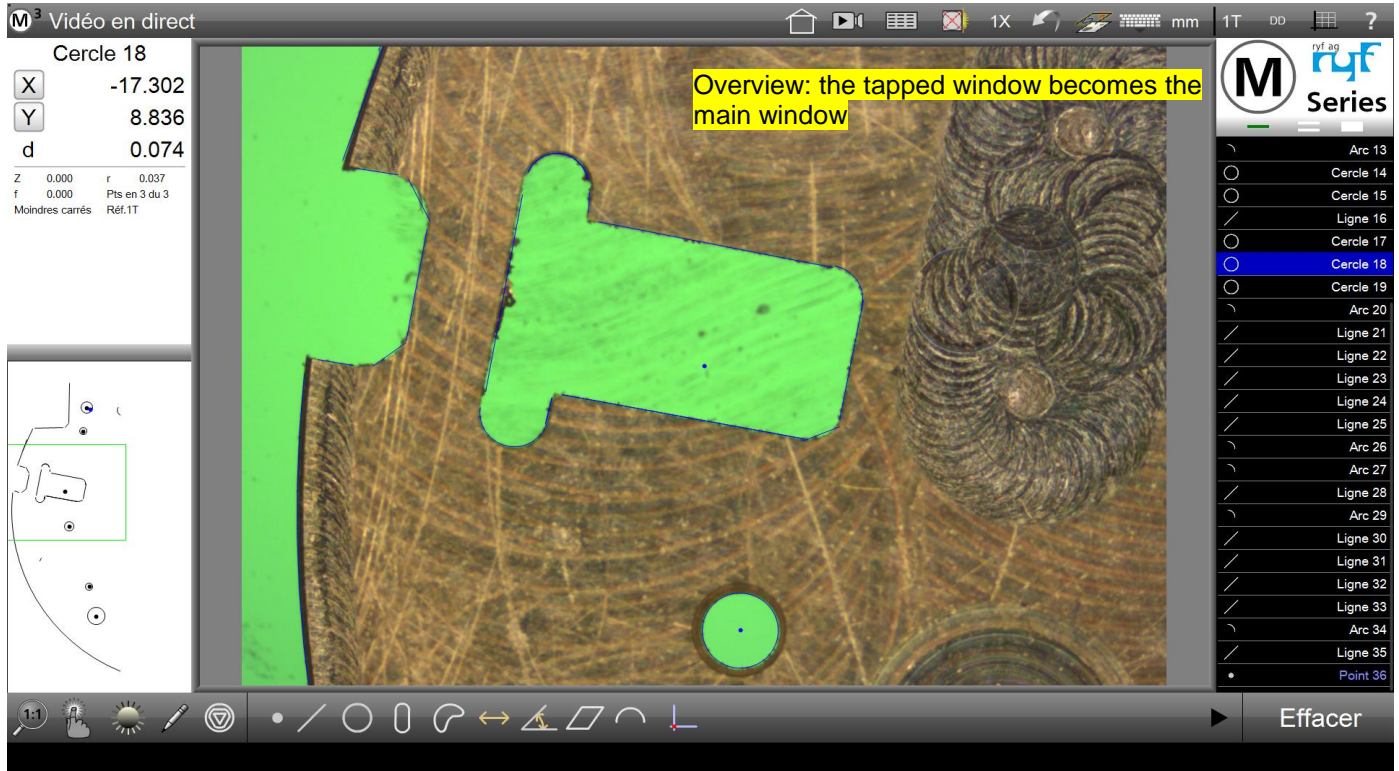 M³ Vidéo en direct
1X
mm
1T
DD
?
Cercle 18
X -17.302
Y 8.836
d 0.074
Z 0.000 r 0.037
f 0.000 Pts en 3 du 3
Moindres carrés Réf.1T
Overview: the tapped window becomes the
main window
M
ryf ag
ryf
Series
Arc 13
Cercle 14
Cercle 15
Ligne 16
Cercle 17
Cercle 18
Cercle 19
Arc 20
Ligne 21
Ligne 22
Ligne 23
Ligne 24
Ligne 25
Arc 26
Arc 27
Ligne 28
Arc 29
Ligne 30
Ligne 31
Ligne 32
Ligne 33
Arc 34
Ligne 35
Point 36
1:1
Effacer